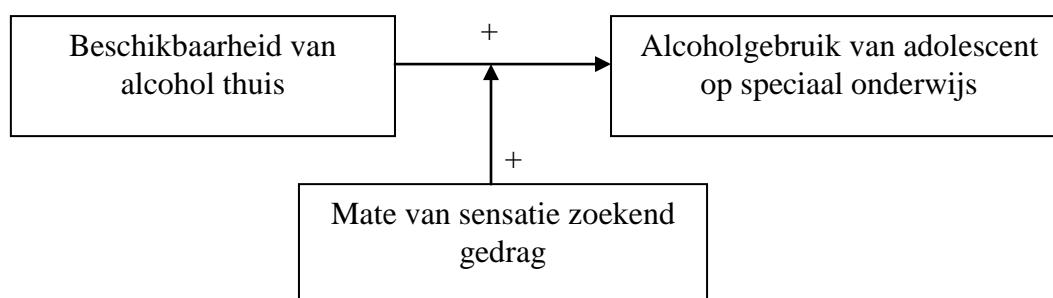 Beschikbaarheid van
alcohol thuis
+
Alcoholgebruik van adolescent
op speciaal onderwijs
+
Mate van sensatie zoekend
gedrag